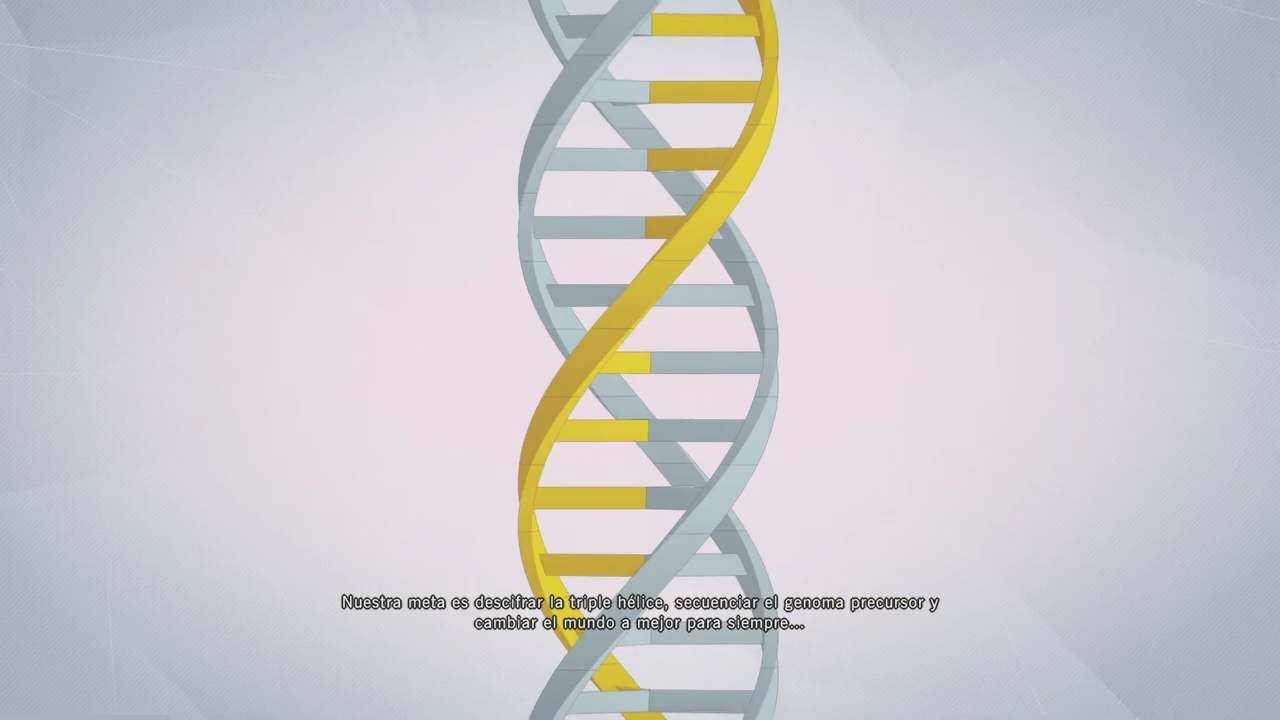 Nuestra meta es descifrar la triple hélice, secuenciar el genoma precursor y
cambiar el mundo a mejor para siempre...